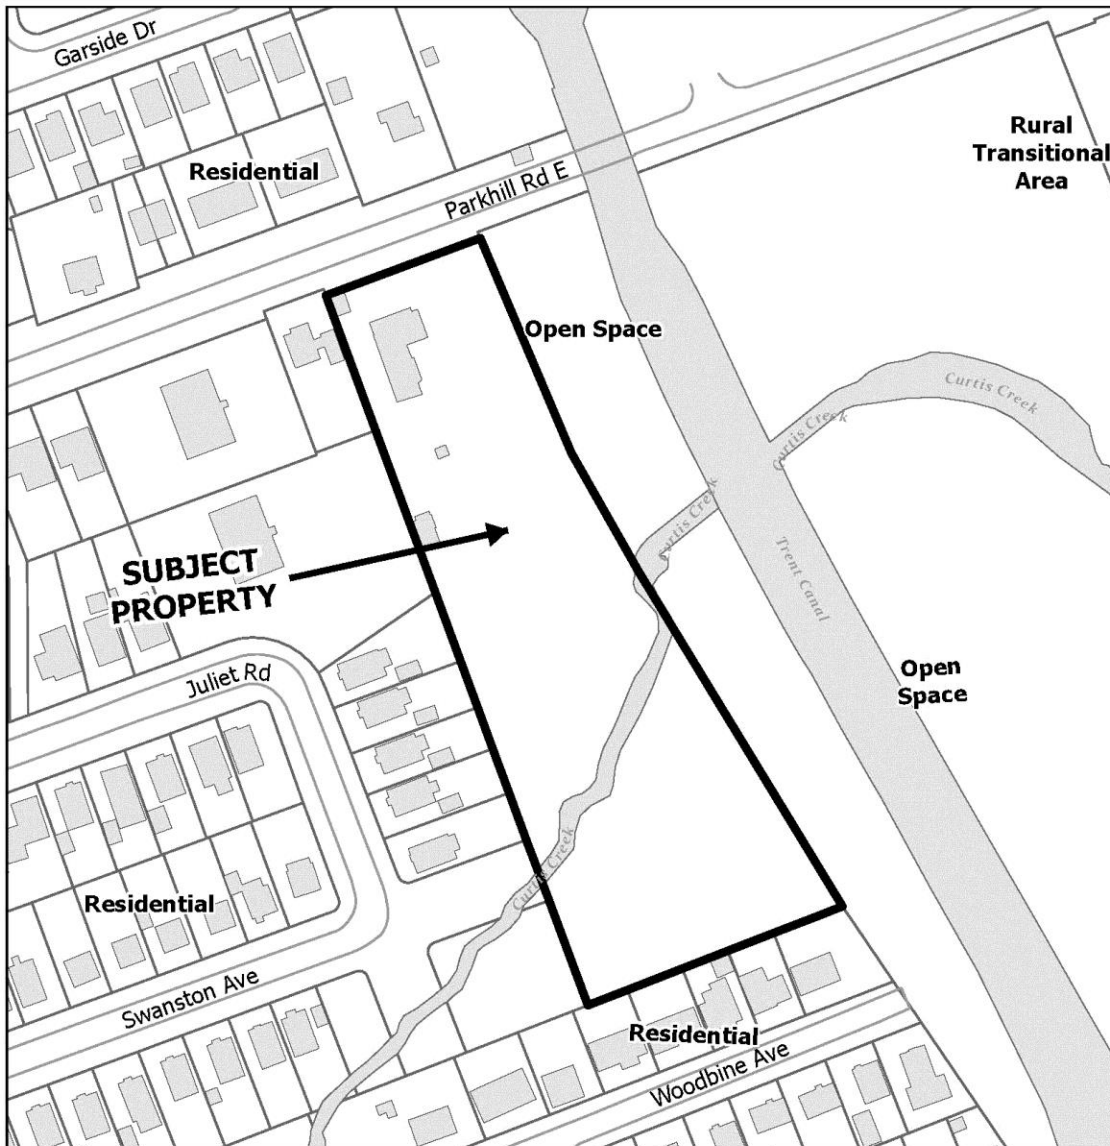 Garside Dr
Rural
Transitional
Area
Residential
Parkhill Rd E
Open Space
Curtis Creek
Curtis Creek
Curtis Creek
SUBJECT
PROPERTY
Trent Canal
Open
Space
Juliet Rd
Curtis Creek
Residential
Swanston Ave
Residential
Woodbine Ave